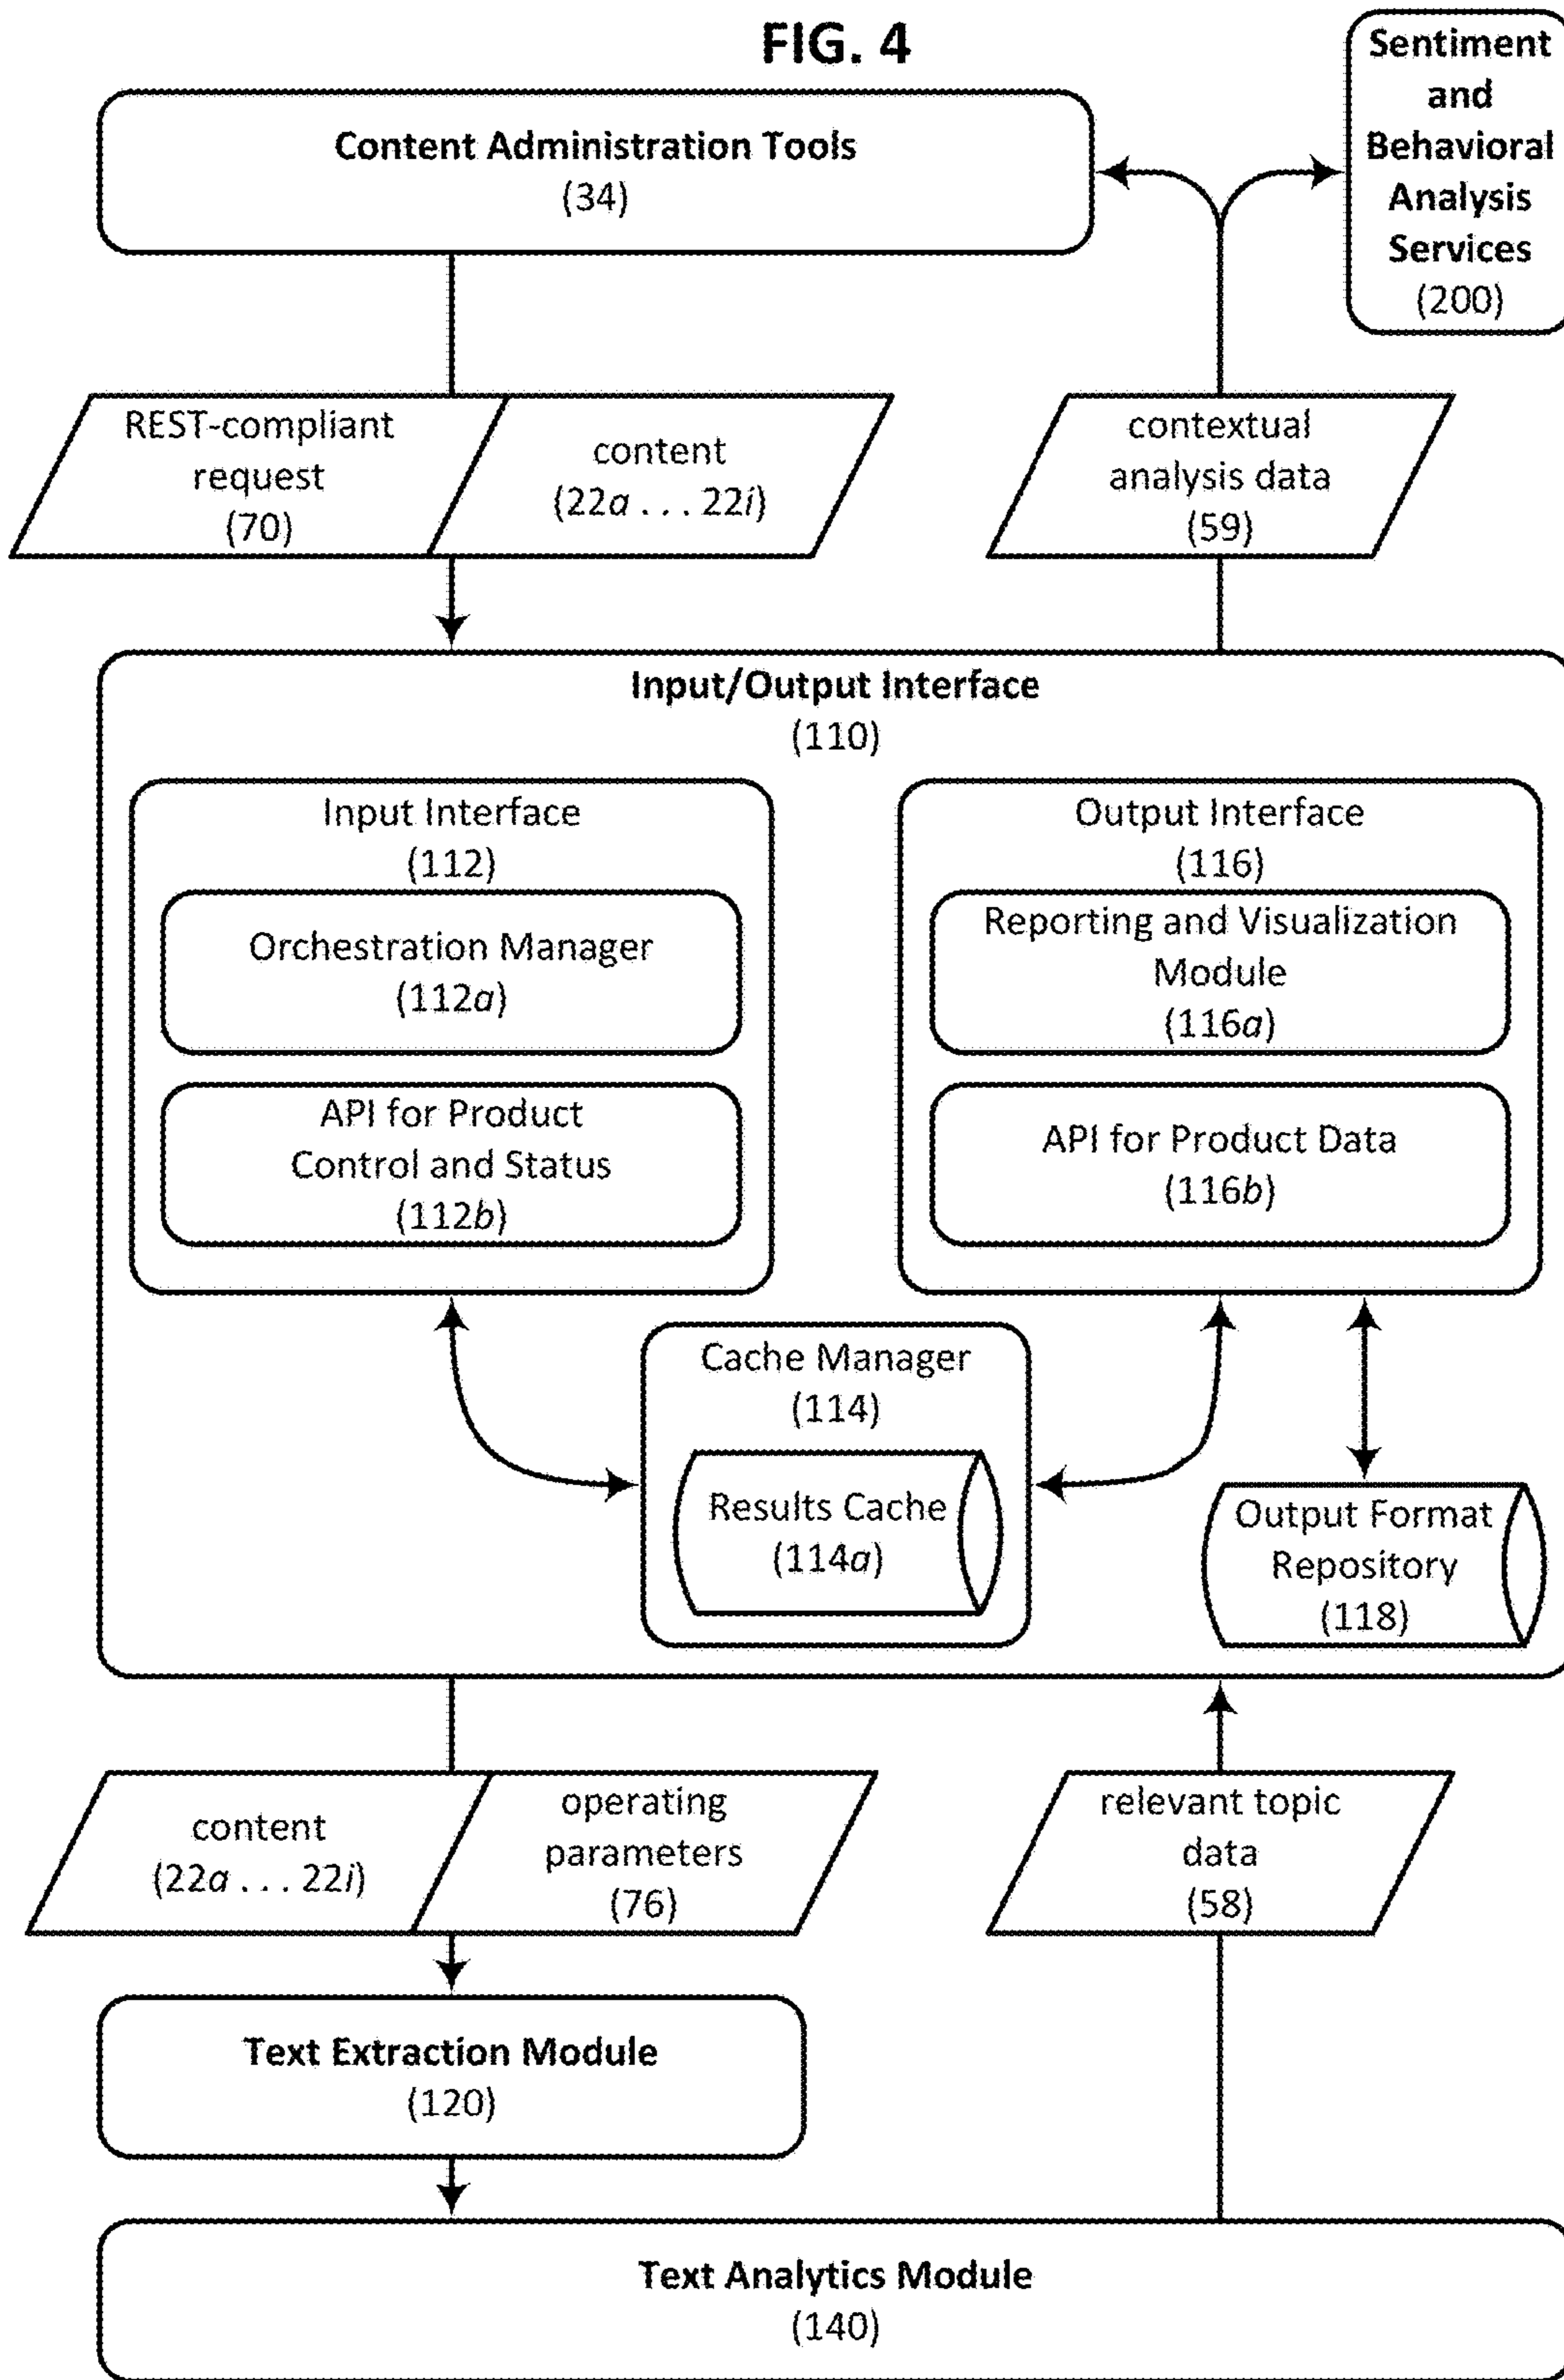 FIG. 4
Content Administration Tools
(34)
Sentiment
and
Behavioral
Analysis
Services
(200)
REST-compliant
request
(70)
content
(22a . . . 22i)
contextual
analysis data
(59)
Input/Output Interface
(110)
Input Interface
(112)
Orchestration Manager
(112a)
API for Product
Control and Status
(112b)
Output Interface
(116)
Reporting and Visualization
Module
(116a)
API for Product Data
(116b)
Cache Manager
(114)
Results Cache
(114a)
Output Format
Repository
(118)
content
(22a . . . 22i)
operating
parameters
(76)
relevant topic
data
(58)
Text Extraction Module
(120)
Text Analytics Module
(140)